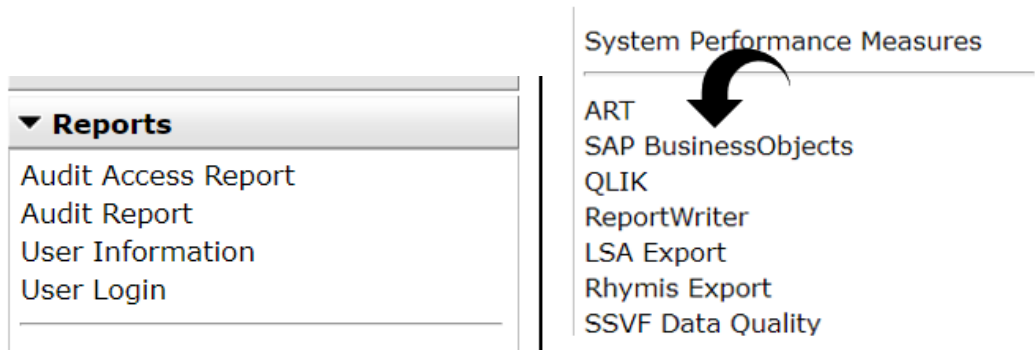 Reports
Audit Access Report
Audit Report
User Information
User Login
System Performance Measures
ART
SAP BusinessObjects
QLIK
ReportWriter
LSA Export
Rhymis Export
SSVF Data Quality